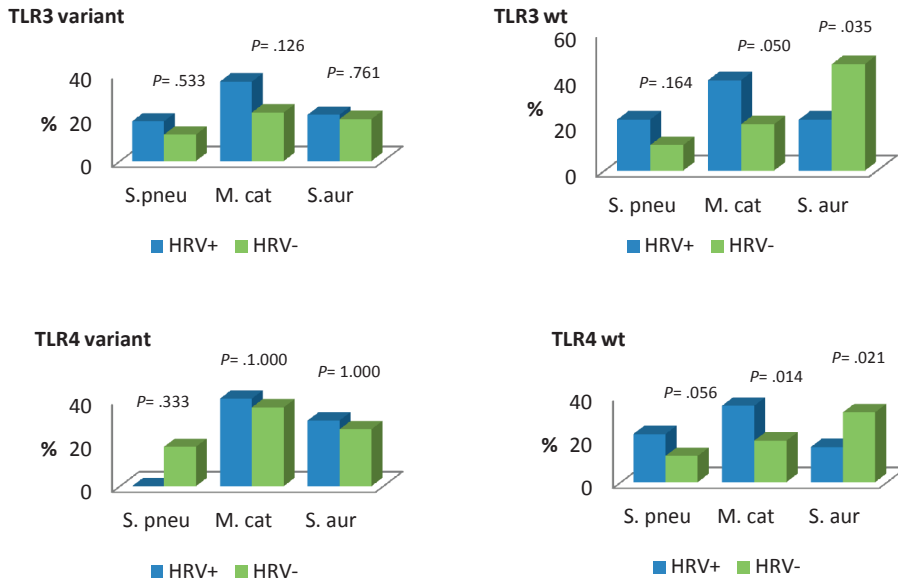 TLR3 variant
P= .533
P= .126
P= .761
40
%
20
0
S.pneu M. cat S.aur
HRV+ HRV-
TLR3 wt
60
P= .164
P= .050
P= .035
40
%
20
0
S. pneu M. cat S. aur
HRV+ HRV-
TLR4 variant
P= .333
P= .1.000
P= 1.000
40
%
20
0
S. pneu M. cat S. aur
HRV+ HRV-
TLR4 wt
P= .056
P= .014
P= .021
40
%
20
0
S. pneu M. cat S. aur
HRV+ HRV-